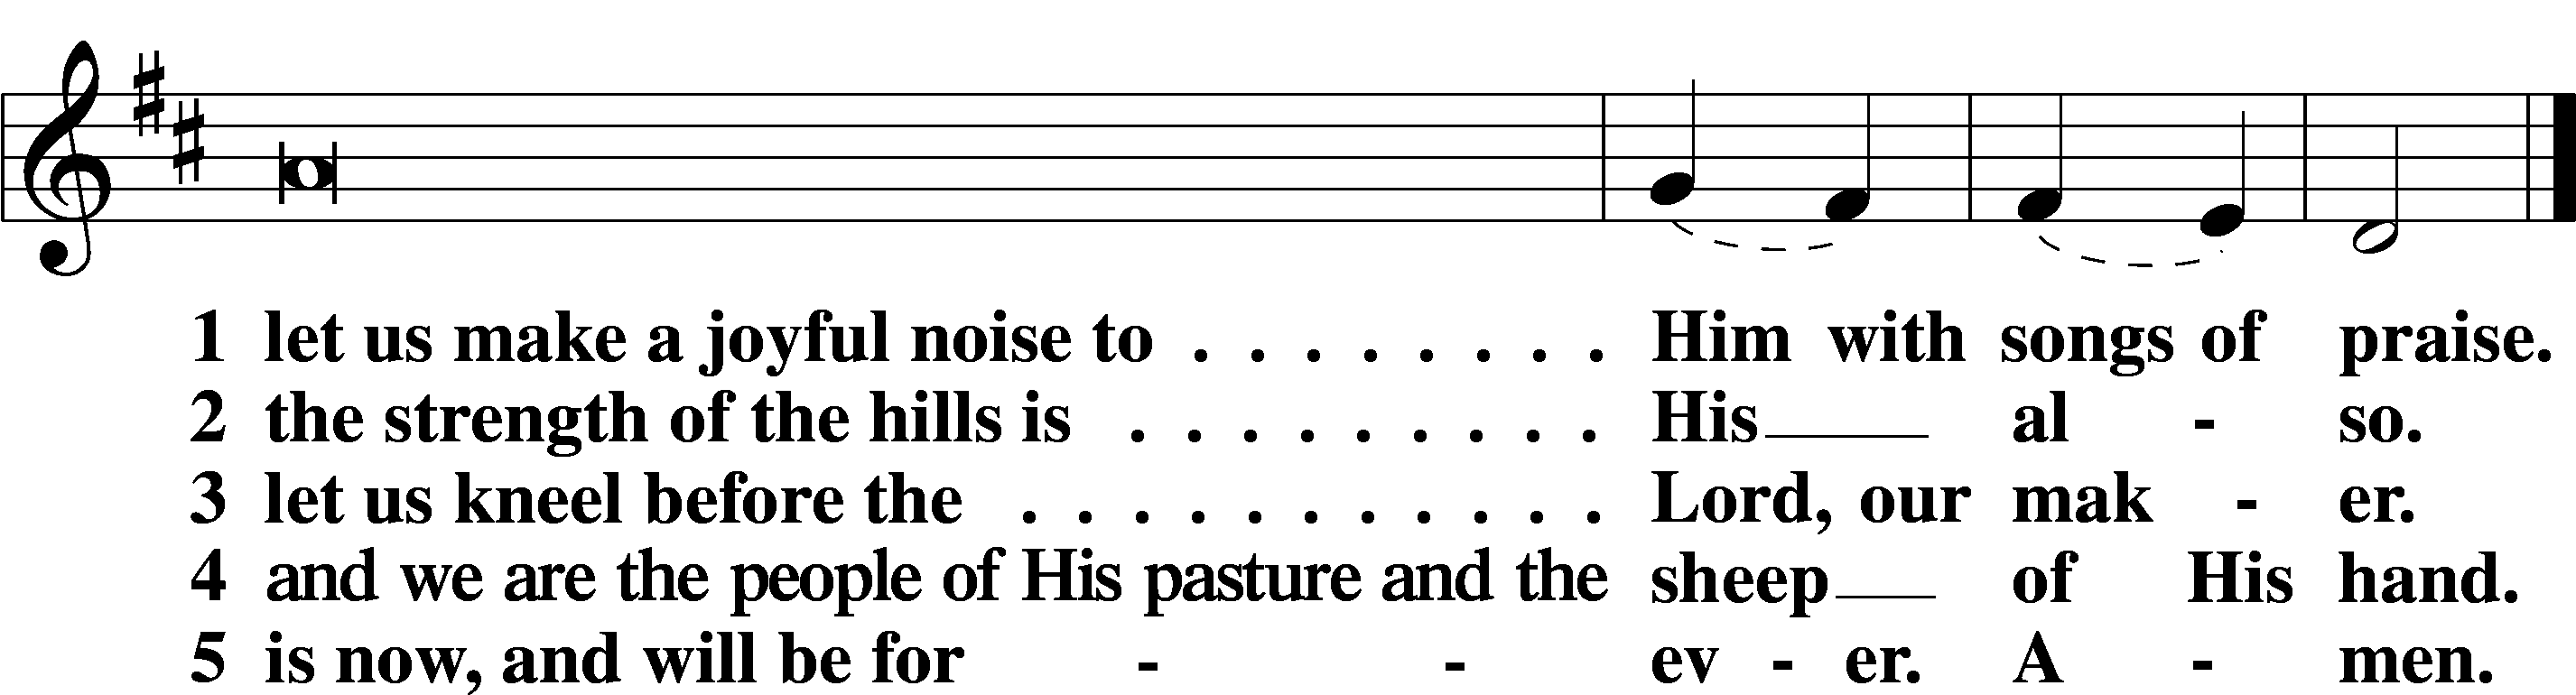 1 let us make a joyful noise to . . . . . . . . Him with songs of praise.
2 the strength of the hills is . . . . . . . . . His____ al - so.
3 let us kneel before the . . . . . . . . . . . Lord, our mak - er.
4 and we are the people of His pasture and the sheep___ of His hand.
5 is now, and will be for - - ev - er. A - men.